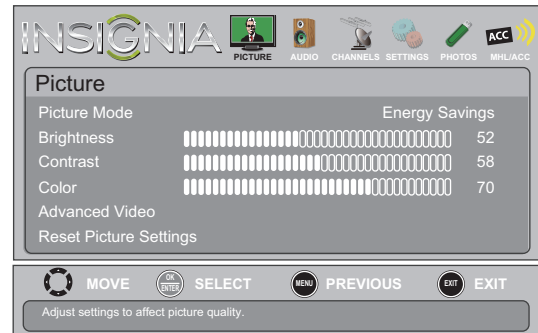 INSIGNIA
PICTURE AUDIO CHANNELS SETTINGS PHOTOS ACC MHL/ACC
Picture
Picture Mode Energy Savings
Brightness 52
Contrast 58
Color 70
Advanced Video
Reset Picture Settings
MOVE OK ENTER SELECT MENU PREVIOUS EXIT EXIT
Adjust settings to affect picture quality.